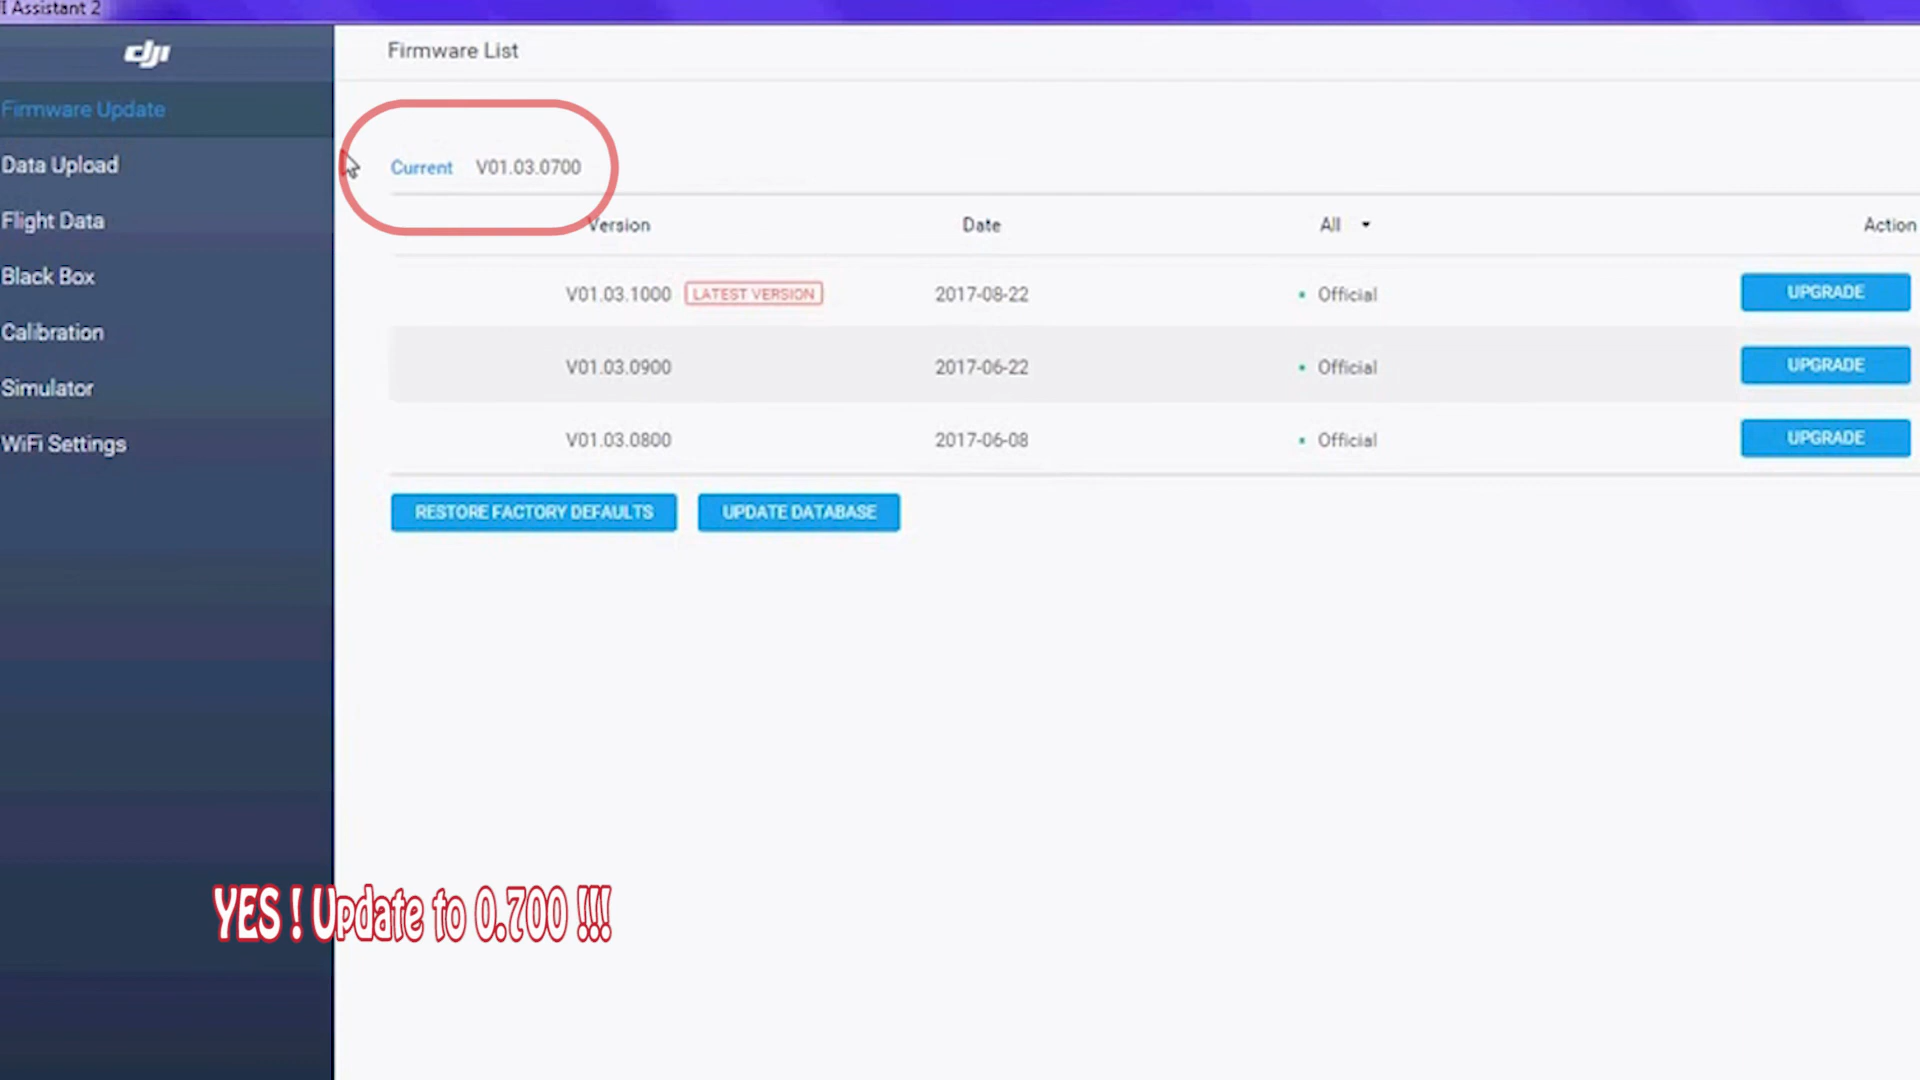 I Assistant 2
dji
Firmware List
Firmware Update
Data Upload
Flight Data
Black Box
Calibration
Simulator
WiFi Settings
Current V01.03.0700
Version Date All Action
V01.03.1000 LATEST VERSION 2017-08-22 Official UPGRADE
V01.03.0900 2017-06-22 Official UPGRADE
V01.03.0800 2017-06-08 Official UPGRADE
RESTORE FACTORY DEFAULTS UPDATE DATABASE
YES ! Update to 0.700 !!!